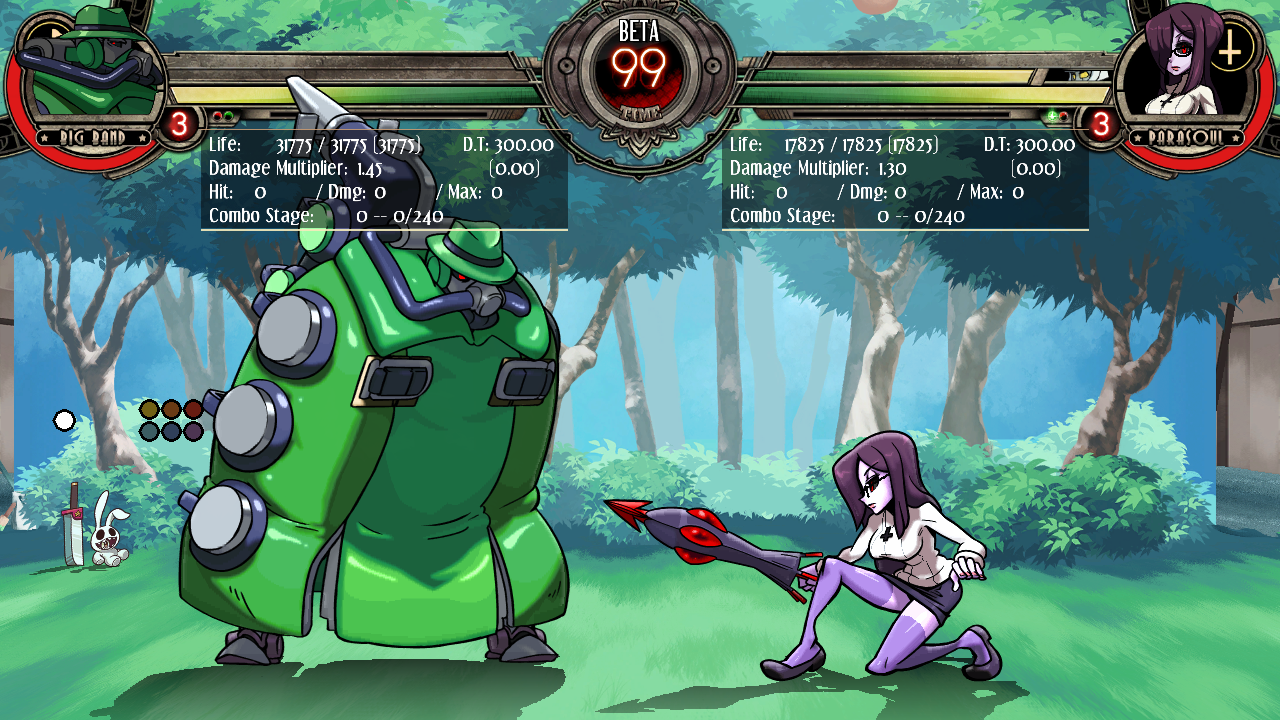 BETA
99
TIME
BIG BAND
3
3
PARASOUL
Life: 31775 / 31775 (31775) D.T: 300.00
Damage Multiplier: 1.45 (0.00)
Hit: 0 / Dmg: 0 / Max: 0
Combo Stage: 0 -- 0/240
Life: 17825 / 17825 (17825) D.T: 300.00
Damage Multiplier: 1.30 (0.00)
Hit: 0 / Dmg: 0 / Max: 0
Combo Stage: 0 -- 0/240